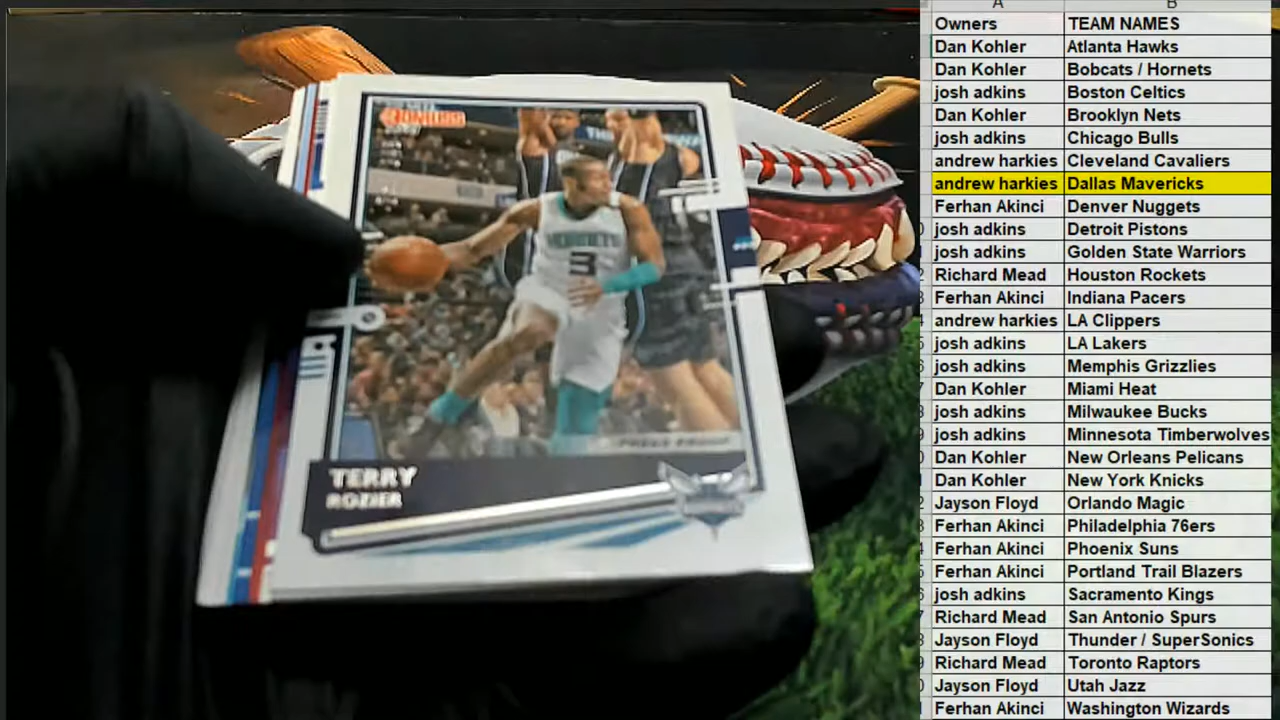 DONRUSS
HORNETS
3
PRESS PROOF
TERRY
ROZIER
A B
Owners TEAM NAMES
Dan Kohler Atlanta Hawks
Dan Kohler Bobcats / Hornets
josh adkins Boston Celtics
Dan Kohler Brooklyn Nets
josh adkins Chicago Bulls
andrew harkies Cleveland Cavaliers
andrew harkies Dallas Mavericks
Ferhan Akinci Denver Nuggets
josh adkins Detroit Pistons
josh adkins Golden State Warriors
Richard Mead Houston Rockets
Ferhan Akinci Indiana Pacers
andrew harkies LA Clippers
josh adkins LA Lakers
josh adkins Memphis Grizzlies
Dan Kohler Miami Heat
josh adkins Milwaukee Bucks
josh adkins Minnesota Timberwolves
Dan Kohler New Orleans Pelicans
Dan Kohler New York Knicks
Jayson Floyd Orlando Magic
Ferhan Akinci Philadelphia 76ers
Ferhan Akinci Phoenix Suns
Ferhan Akinci Portland Trail Blazers
josh adkins Sacramento Kings
Richard Mead San Antonio Spurs
Jayson Floyd Thunder / SuperSonics
Richard Mead Toronto Raptors
Jayson Floyd Utah Jazz
Ferhan Akinci Washington Wizards